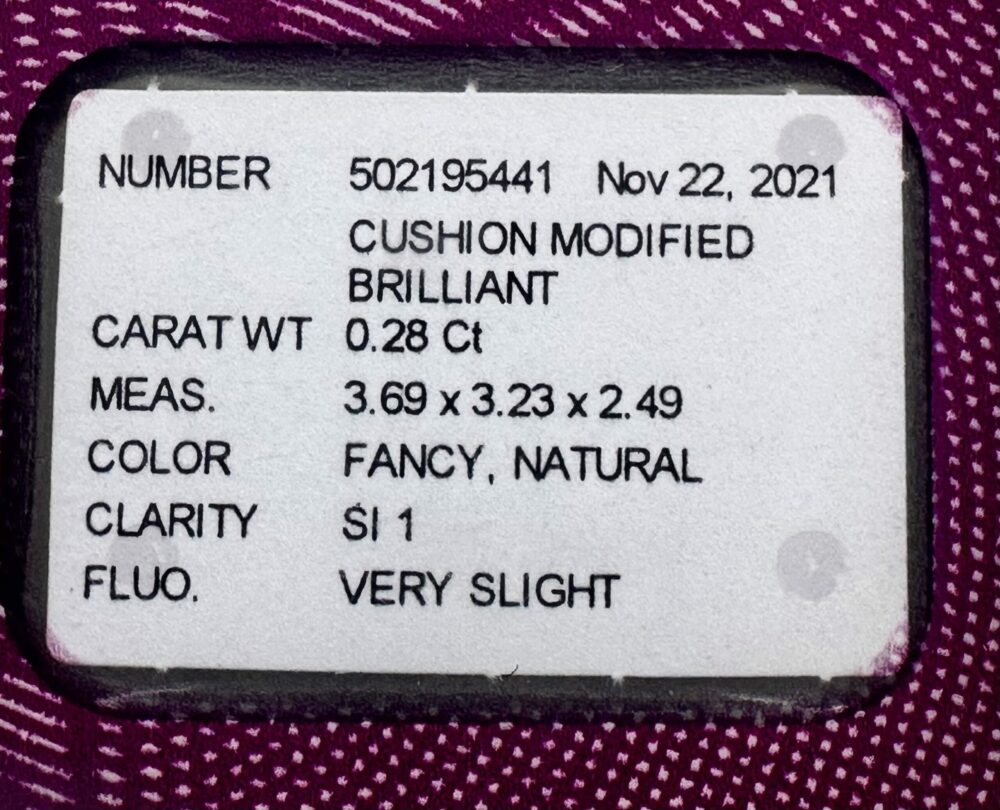 NUMBER 502195441 Nov 22, 2021
CUSHION MODIFIED
BRILLIANT
CARAT WT 0.28 Ct
MEAS. 3.69 x 3.23 x 2.49
COLOR FANCY, NATURAL
CLARITY SI 1
FLUO. VERY SLIGHT